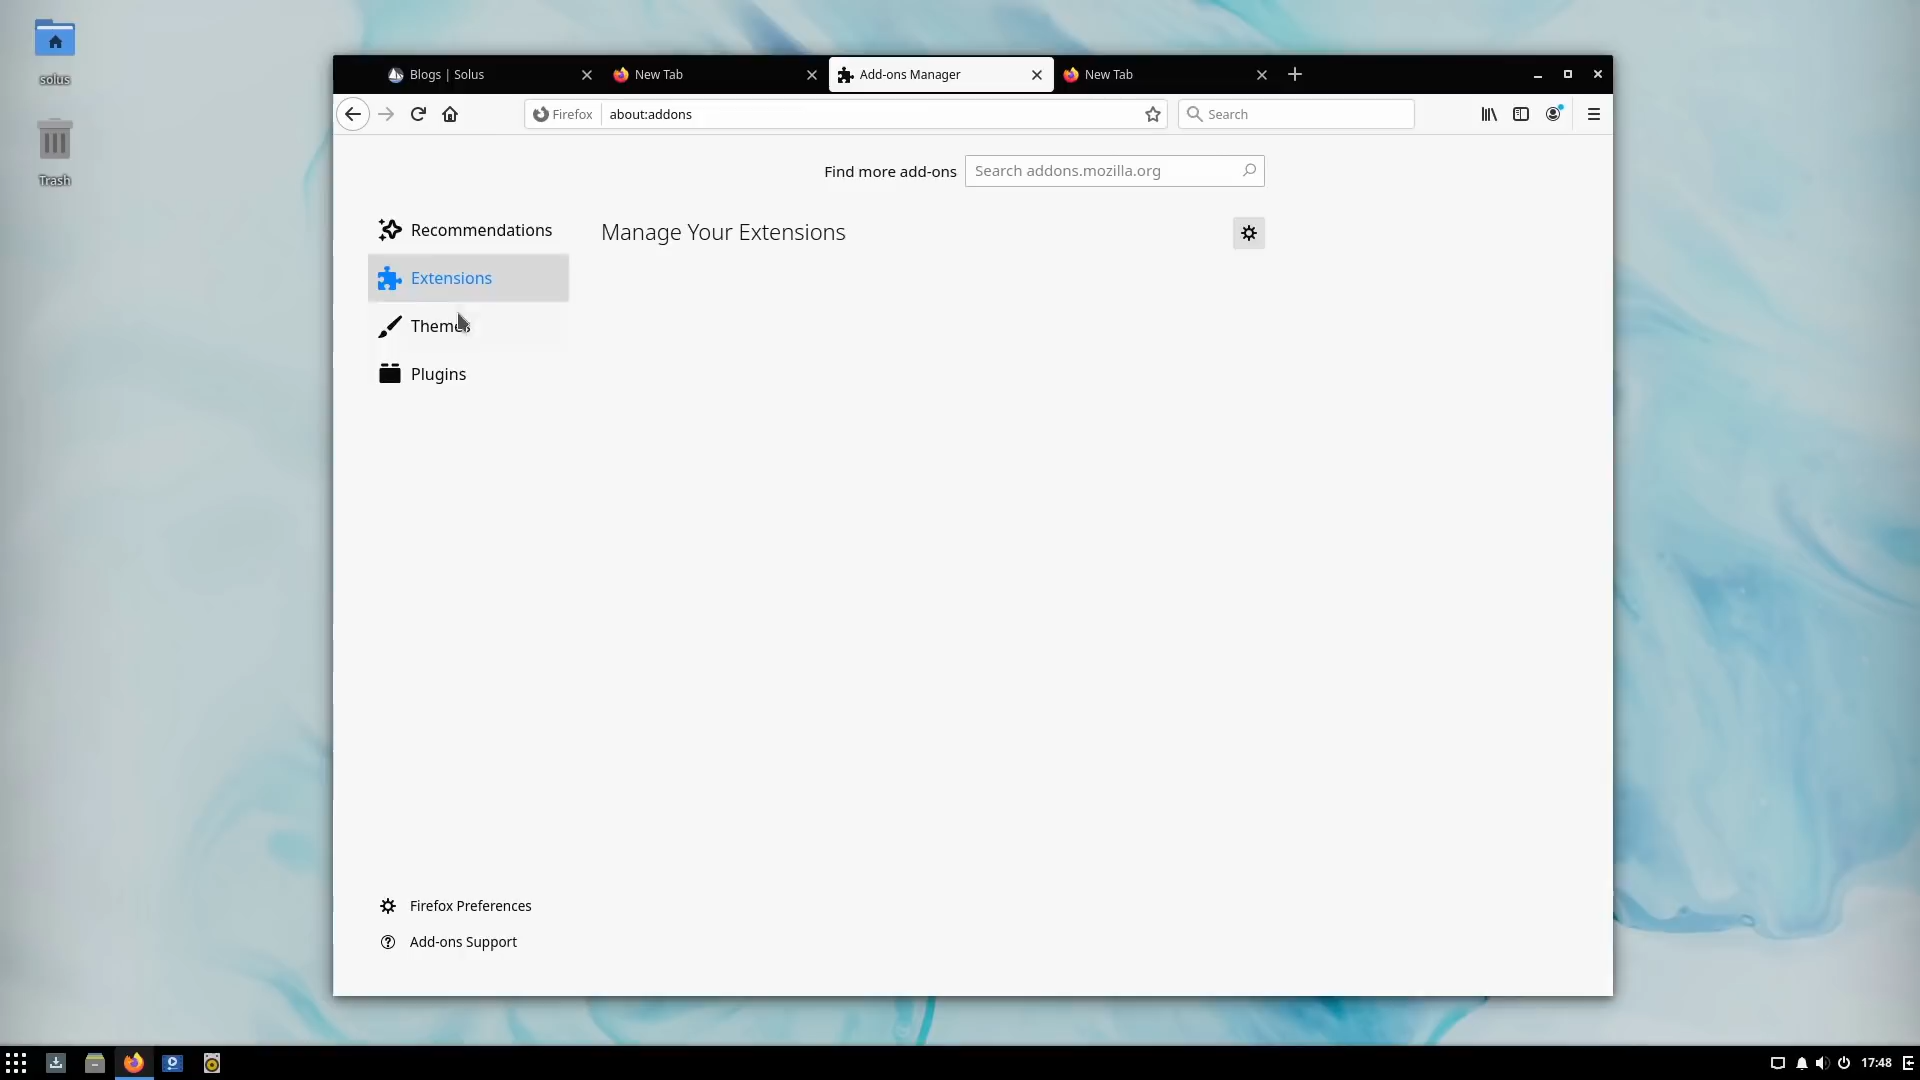 solus
Trash
Blogs | Solus
New Tab
Add-ons Manager
New Tab
Firefox
about:addons
Search
Find more add-ons
Search addons.mozilla.org
Recommendations
Extensions
Themes
Plugins
Manage Your Extensions
Firefox Preferences
Add-ons Support
17:48